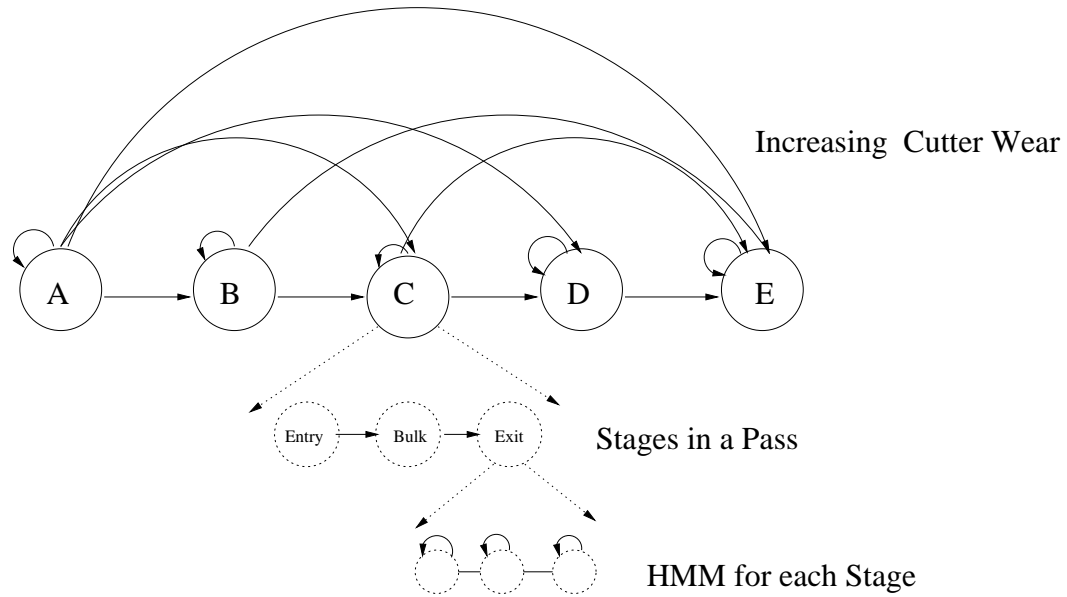 Increasing Cutter Wear
A B C D E
Entry Bulk Exit
Stages in a Pass
HMM for each Stage